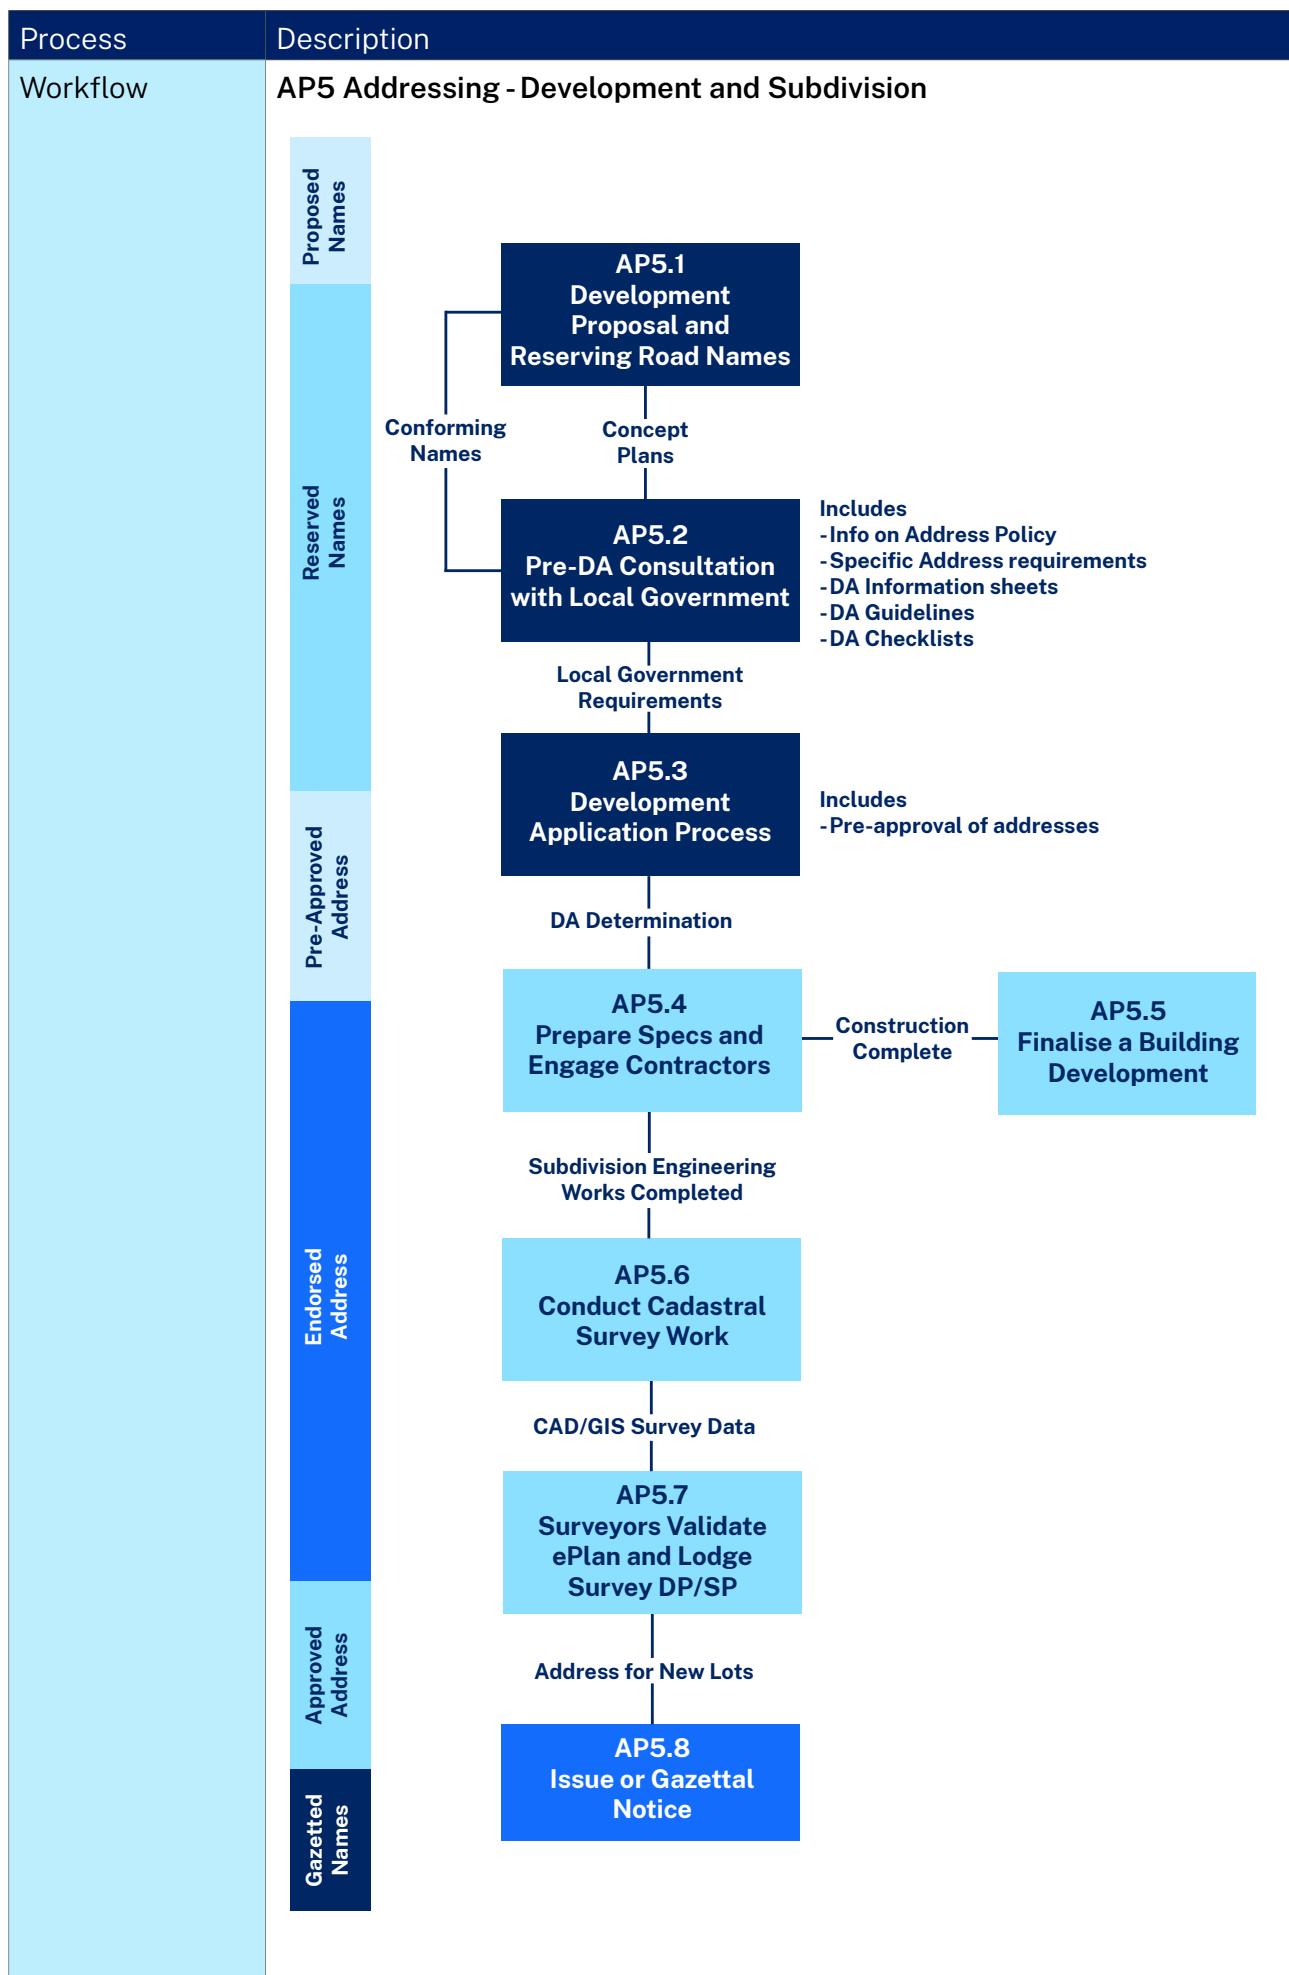 Process
Description
Workflow
AP5 Addressing - Development and Subdivision
Proposed
Names
AP5.1
Development
Proposal and
Reserving Road Names
Reserved
Names
Conforming
Names
Concept
Plans
AP5.2
Pre-DA Consultation
with Local Government
Includes
- Info on Address Policy
- Specific Address requirements
- DA Information sheets
- DA Guidelines
- DA Checklists
Local Government
Requirements
AP5.3
Development
Application Process
Includes
- Pre-approval of addresses
Pre-Approved
Address
DA Determination
AP5.4
Prepare Specs and
Engage Contractors
Construction
Complete
AP5.5
Finalise a Building
Development
Endorsed
Address
Subdivision Engineering
Works Completed
AP5.6
Conduct Cadastral
Survey Work
CAD/GIS Survey Data
AP5.7
Surveyors Validate
ePlan and Lodge
Survey DP/SP
Approved
Address
Address for New Lots
AP5.8
Issue or Gazettal
Notice
Gazetted
Names